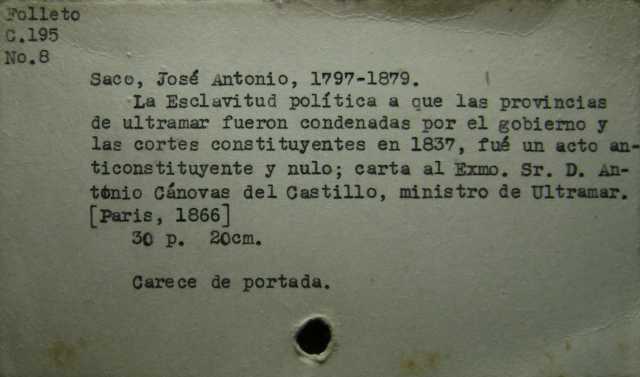 Folleto
C.195
No.8
Saco, José Antonio, 1797-1879.
La Esclavitud política a que las provincias
de ultramar fueron condenadas por el gobierno y
las cortes constituyentes en 1837, fué un acto an-
ticonstituyente y nulo; carta al Exmo. Sr. D. An-
tónio Cánovas del Castillo, ministro de Ultramar.
[Paris, 1866]
30 p. 20cm.
Carece de portada.